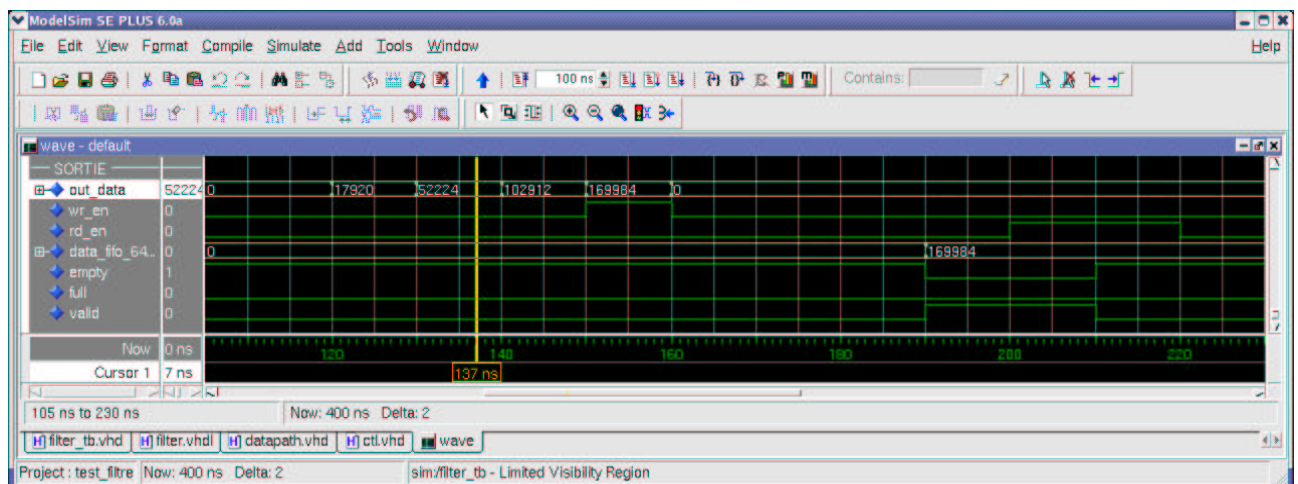 ModelSim SE PLUS 6.0a
File Edit View Format Compile Simulate Add Tools Window Help
100 ns Contains:
wave - default
SORTIE
out_data 52224 0 17920 52224 102912 169984 0
wr_en 0
rd_en 0
data_fifo_64... 0 0 169984
empty 1
full 0
valid 0
Now 0 ns 120 140 160 180 200 220
Cursor 1 7 ns 137 ns
105 ns to 230 ns Now: 400 ns Delta: 2
filter_tb.vhd filter.vhdl datapath.vhd ctl.vhd wave
Project : test_filtre Now: 400 ns Delta: 2 sim:/filter_tb - Limited Visibility Region